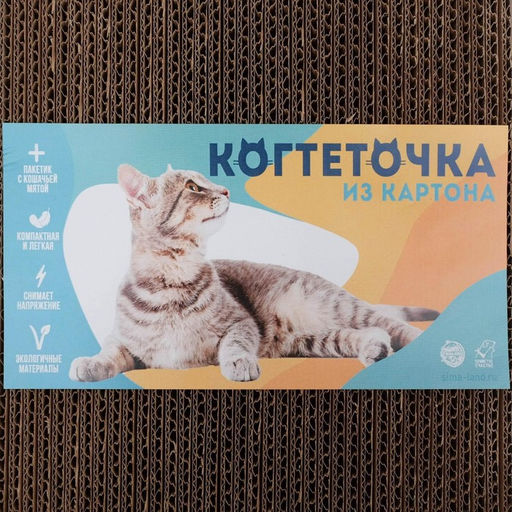 КОГТЕТОЧКА
ИЗ КАРТОНА
+
ПАКЕТИК
С КОШАЧЬЕЙ
МЯТОЙ
КОМПАКТНАЯ
И ЛЕГКАЯ
СНИМАЕТ
НАПРЯЖЕНИЕ
ЭКОЛОГИЧНЫЕ
МАТЕРИАЛЫ
sima-land.ru